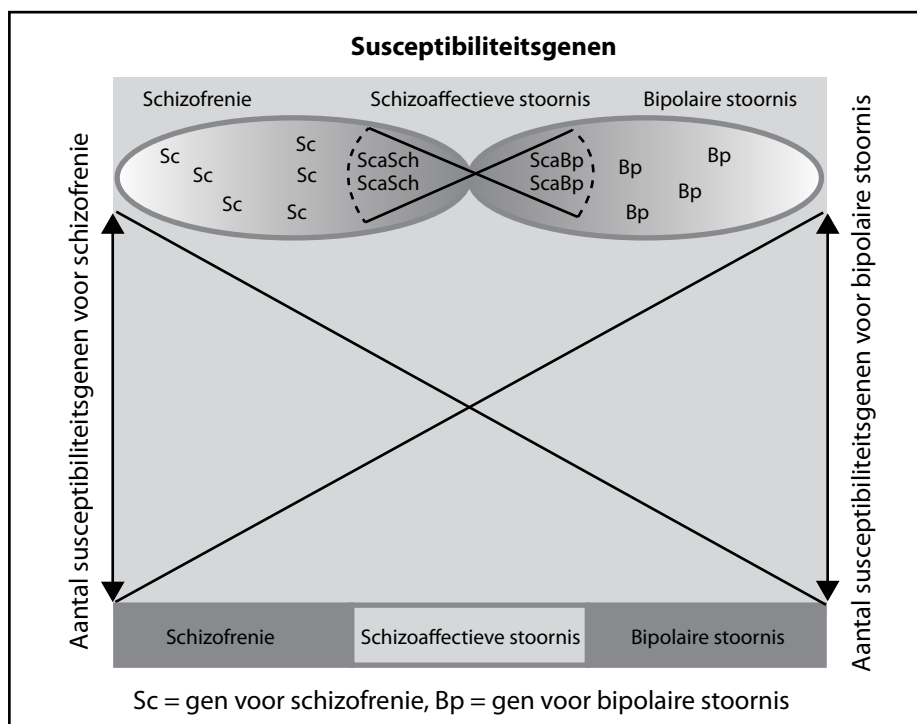 Susceptibiliteitsgenen
Schizofrenie
Schizoaffectieve stoornis
Bipolaire stoornis
Sc
Sc
Sc
Sc
Sc
Sc
ScaSch
ScaSch
ScaBp
ScaBp
Bp
Bp
Bp
Bp
Aantal susceptibiliteitsgenen voor schizofrenie
Aantal susceptibiliteitsgenen voor bipolaire stoornis
Schizofrenie
Schizoaffectieve stoornis
Bipolaire stoornis
Sc = gen voor schizofrenie, Bp = gen voor bipolaire stoornis